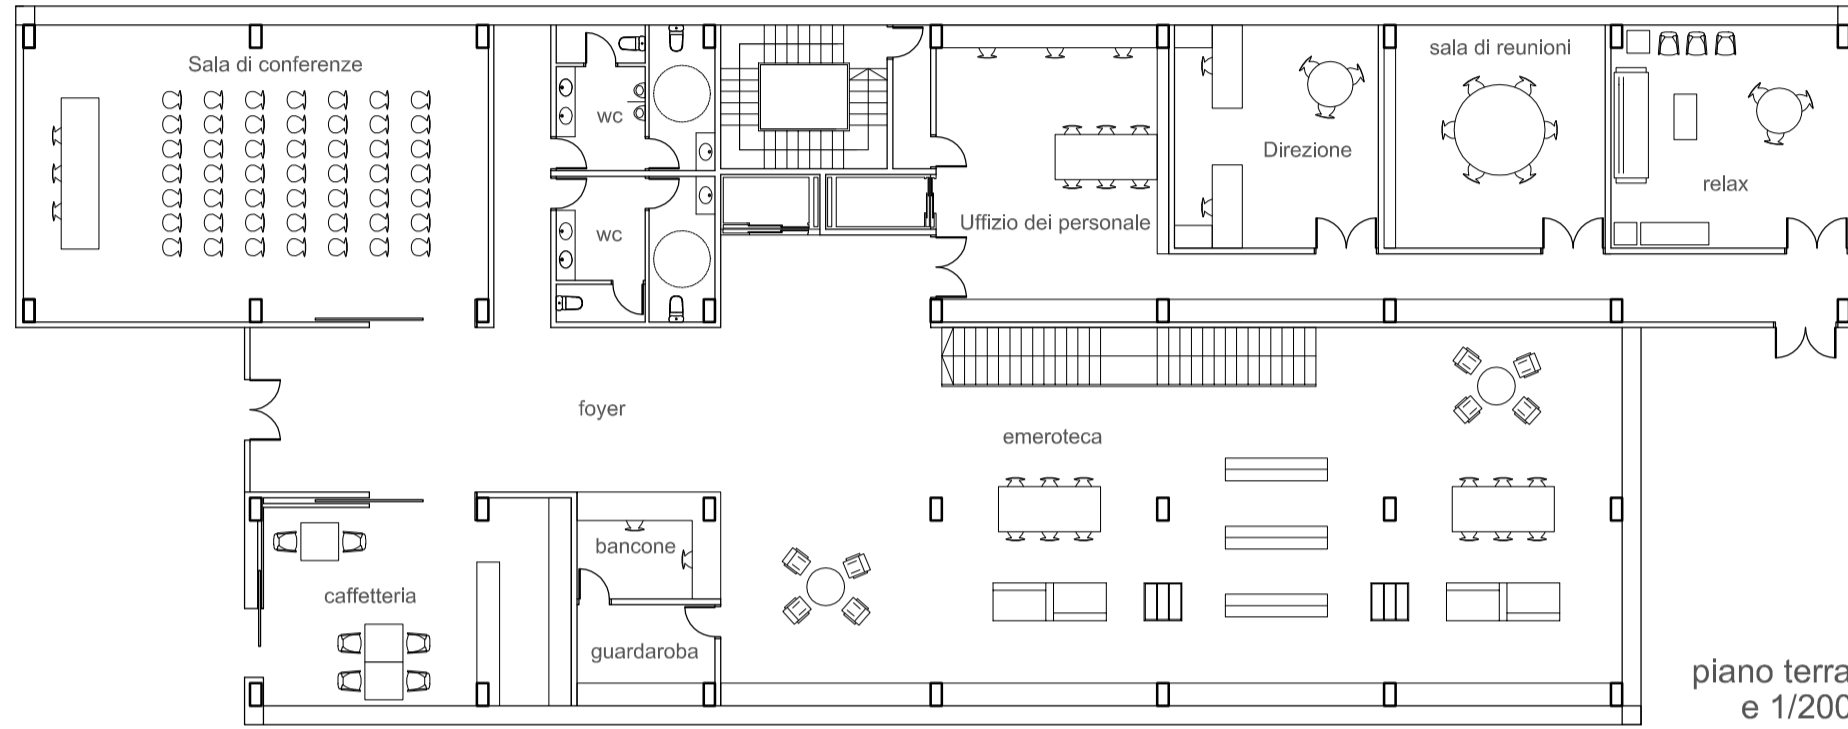 Sala di conferenze
sala di reunioni
wc
Direzione
relax
Uffizio dei personale
wc
foyer
emeroteca
bancone
caffetteria
guardaroba
piano terra
e 1/200